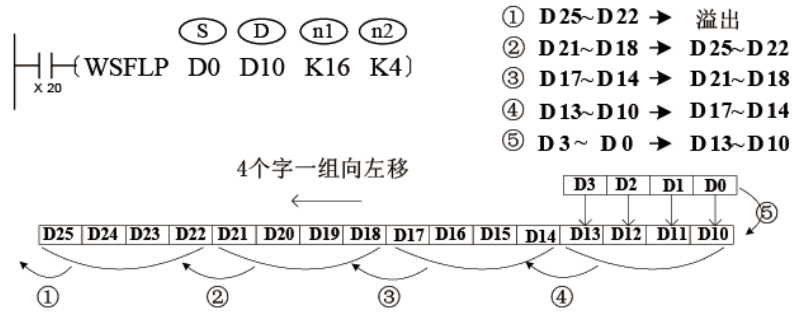 S D n1 n2
X 20 WSFLP D0 D10 K16 K4
① D25~D22 → 溢出
② D21~D18 → D25~D22
③ D17~D14 → D21~D18
④ D13~D10 → D17~D14
⑤ D3~D0 → D13~D10
4个字一组向左移
D3 D2 D1 D0
⑤
D25 D24 D23 D22 D21 D20 D19 D18 D17 D16 D15 D14 D13 D12 D11 D10
① ② ③ ④